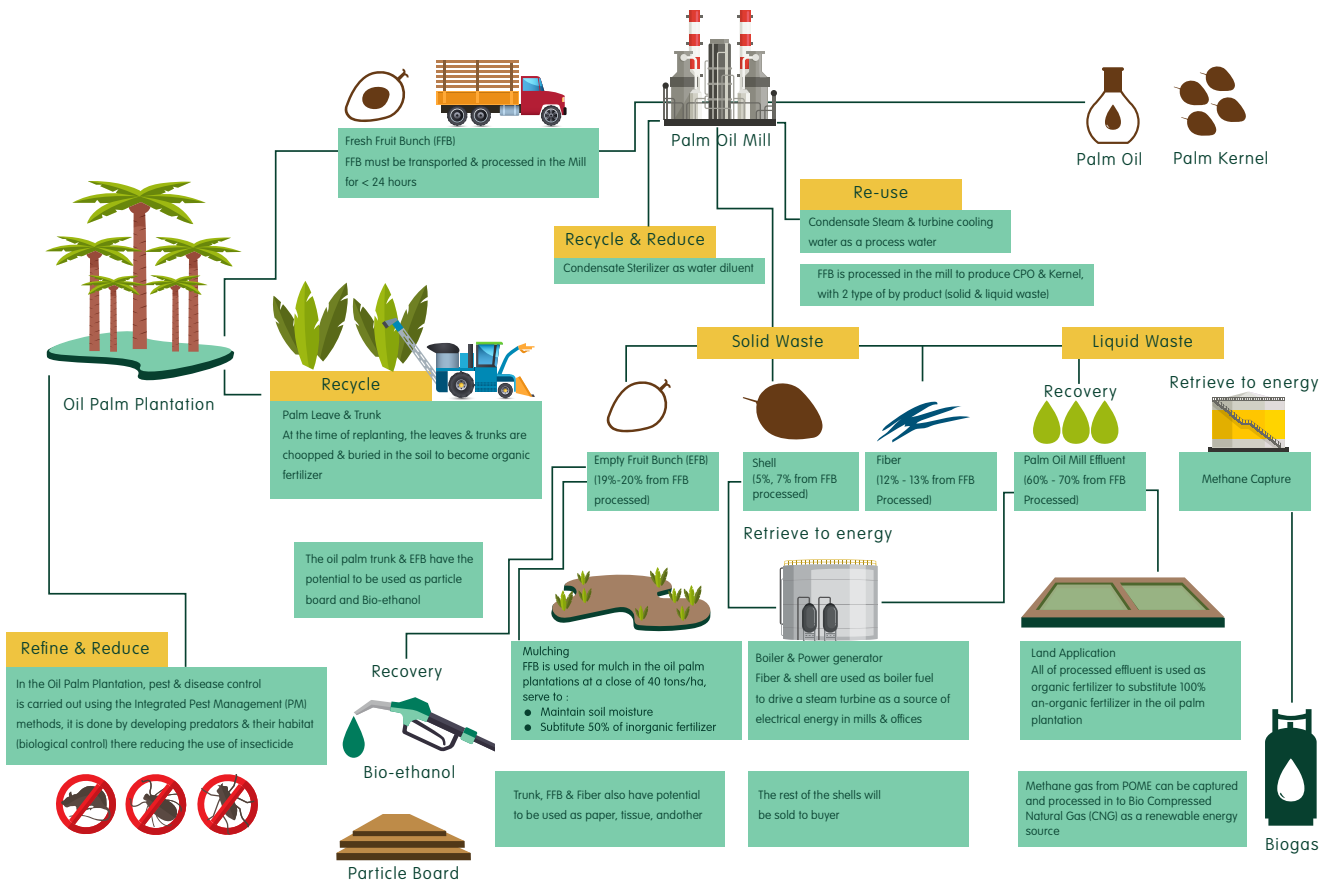 Palm Oil Mill
Palm Oil
Palm Kernel
Fresh Fruit Bunch (FFB)
FFB must be transported & processed in the Mill
for < 24 hours
Re-use
Condensate Steam & turbine cooling
water as a process water
Recycle & Reduce
Condensate Sterilizer as water diluent
FFB is processed in the mill to produce CPO & Kernel,
with 2 type of by product (solid & liquid waste)
Oil Palm Plantation
Recycle
Palm Leave & Trunk
At the time of replanting, the leaves & trunks are
choopped & buried in the soil to become organic
fertilizer
Solid Waste
Liquid Waste
Recovery
Retrieve to energy
Empty Fruit Bunch (EFB)
(19%-20% from FFB
processed)
Shell
(5%, 7% from FFB
processed)
Fiber
(12% - 13% from FFB
Processed)
Palm Oil Mill Effluent
(60% - 70% from FFB
Processed)
Methane Capture
Retrieve to energy
The oil palm trunk & EFB have the
potential to be used as particle
board and Bio-ethanol
Refine & Reduce
In the Oil Palm Plantation, pest & disease control
is carried out using the Integrated Pest Management (PM)
methods, it is done by developing predators & their habitat
(biological control) there reducing the use of insecticide
Recovery
Bio-ethanol
Particle Board
Mulching
FFB is used for mulch in the oil palm
plantations at a close of 40 tons/ha,
serve to :
● Maintain soil moisture
● Subtitute 50% of inorganic fertilizer
Boiler & Power generator
Fiber & shell are used as boiler fuel
to drive a steam turbine as a source of
electrical energy in mills & offices
Land Application
All of processed effluent is used as
organic fertilizer to substitute 100%
an-organic fertilizer in the oil palm
plantation
Trunk, FFB & Fiber also have potential
to be used as paper, tissue, andother
The rest of the shells will
be sold to buyer
Methane gas from POME can be captured
and processed in to Bio Compressed
Natural Gas (CNG) as a renewable energy
source
Biogas